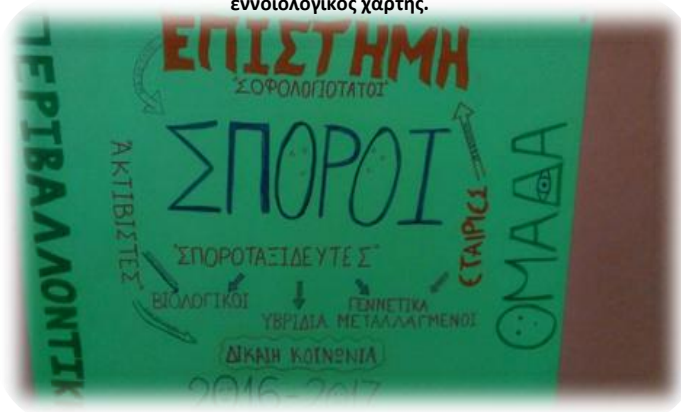 εννοιολογικός χάρτης.
ΠΕΡΙΒΑΛΛΟΝΤΙΚ
ΕΠΙΣΤΗΜΗ
"ΣΟΦΟΛΟΓΙΟΤΑΤΟΙ"
ΣΠΟΡΟΙ
ΑΚΤΙΒΙΣΤΕΣ
ΕΤΑΙΡΙΕΣ
ΟΜΑΔΑ
"ΣΠΟΡΟΤΑΞΙΔΕΥΤΕΣ"
ΒΙΟΛΟΓΙΚΟΙ
ΥΒΡΙΔΙΑ
ΓΕΝΝΕΤΙΚΑ
ΜΕΤΑΛΛΑΓΜΕΝΟΙ
ΔΙΚΑΙΗ ΚΟΙΝΩΝΙΑ
2016-2017